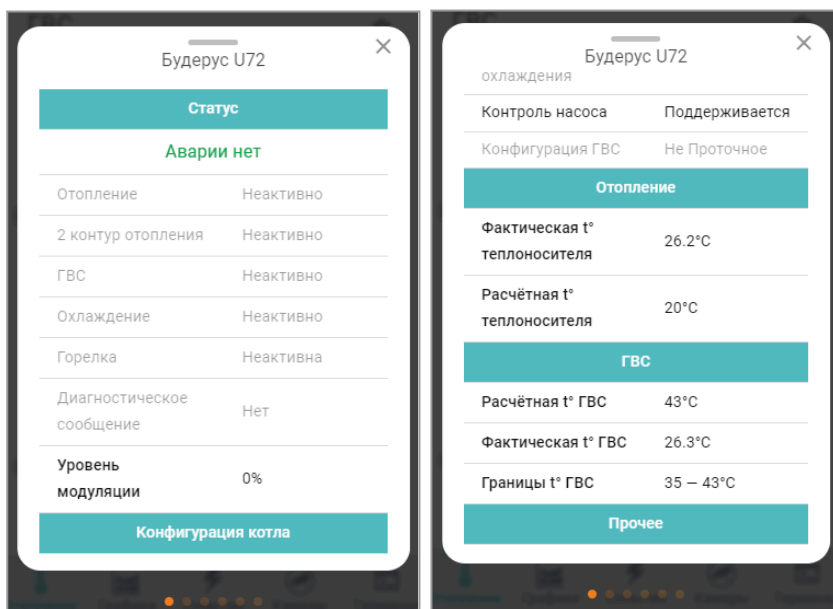 Будерус U72
Статус
Аварии нет
Отопление Неактивно
2 контур отопления Неактивно
ГВС Неактивно
Охлаждение Неактивно
Горелка Неактивна
Диагностическое
сообщение Нет
Уровень
модуляции 0%
Конфигурация котла
Будерус U72
охлаждения
Контроль насоса Поддерживается
Конфигурация ГВС Не Проточное
Отопление
Фактическая t°
теплоносителя 26.2°C
Расчётная t°
теплоносителя 20°C
ГВС
Расчётная t° ГВС 43°C
Фактическая t° ГВС 26.3°C
Границы t° ГВС 35 — 43°C
Прочее